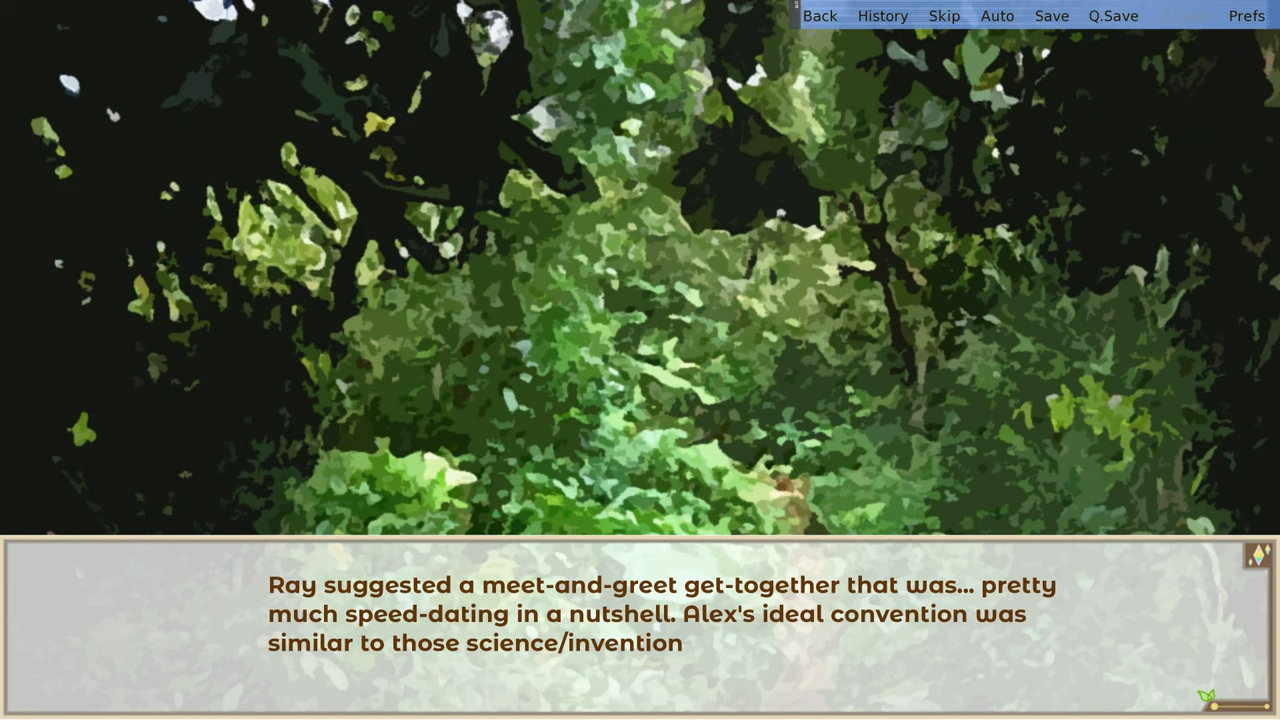 Back History Skip Auto Save Q.Save Prefs
Ray suggested a meet-and-greet get-together that was... pretty
much speed-dating in a nutshell. Alex's ideal convention was
similar to those science/invention